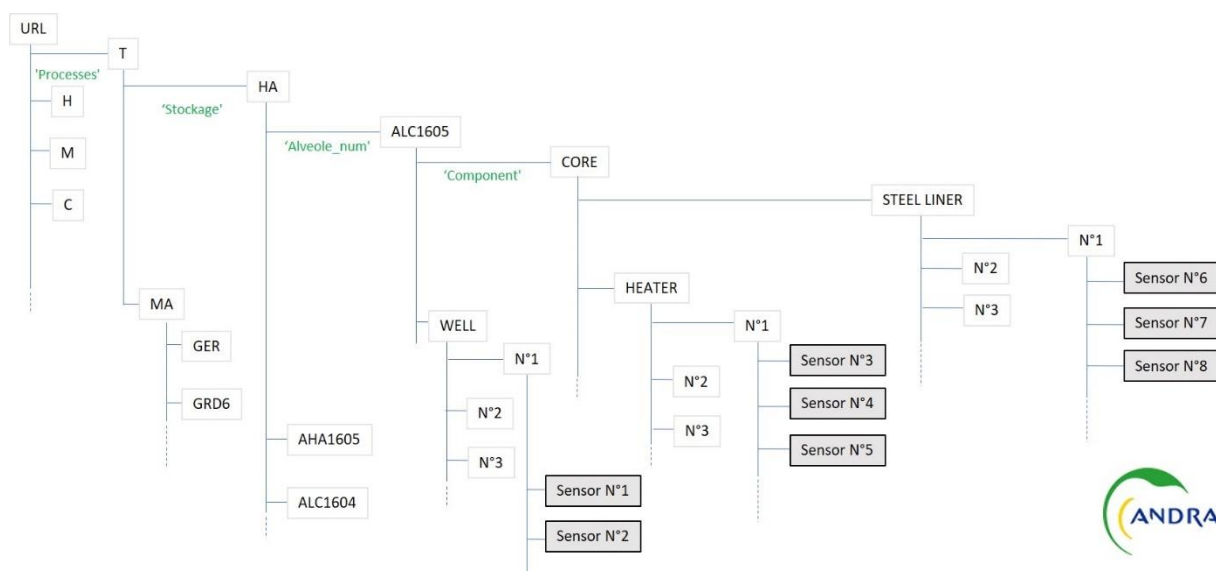 URL
T
'Processes'
H
HA
'Stockage'
ALC1605
'Alveole_num'
M
CORE
'Component'
C
STEEL LINER
N°1
N°2
Sensor N°6
HEATER
MA
N°3
WELL
N°1
Sensor N°7
GER
N°1
Sensor N°3
Sensor N°8
N°2
GRD6
N°2
Sensor N°4
N°3
AHA1605
Sensor N°5
N°3
Sensor N°1
ALC1604
ANDRA
Sensor N°2